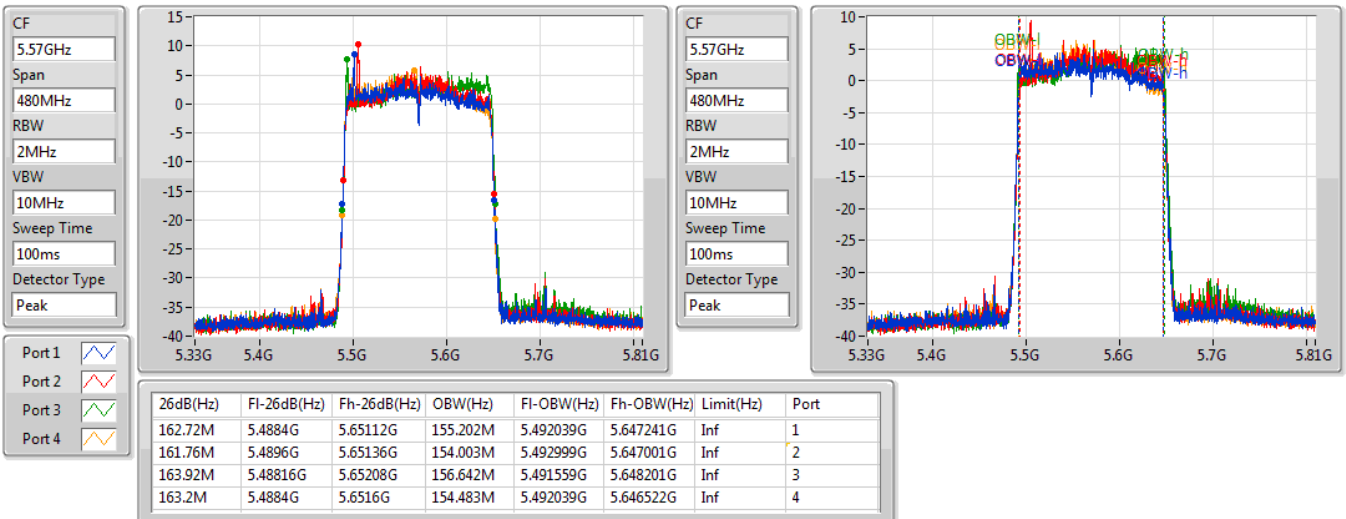 CF
5.57GHz
Span
480MHz
RBW
2MHz
VBW
10MHz
Sweep Time
100ms
Detector Type
Peak
Port 1
Port 2
Port 3
Port 4
15
10
5
0
-5
-10
-15
-20
-25
-30
-35
-40
5.33G 5.4G 5.5G 5.6G 5.7G 5.81G
CF
5.57GHz
Span
480MHz
RBW
2MHz
VBW
10MHz
Sweep Time
100ms
Detector Type
Peak
10
5
0
-5
-10
-15
-20
-25
-30
-35
-40
5.33G 5.4G 5.5G 5.6G 5.7G 5.81G
OBW-l
OBW-h
26dB(Hz) Fl-26dB(Hz) Fh-26dB(Hz) OBW(Hz) Fl-OBW(Hz) Fh-OBW(Hz) Limit(Hz) Port
162.72M 5.4884G 5.65112G 155.202M 5.492039G 5.647241G Inf 1
161.76M 5.4896G 5.65136G 154.003M 5.492999G 5.647001G Inf 2
163.92M 5.48816G 5.65208G 156.642M 5.491559G 5.648201G Inf 3
163.2M 5.4884G 5.6516G 154.483M 5.492039G 5.646522G Inf 4